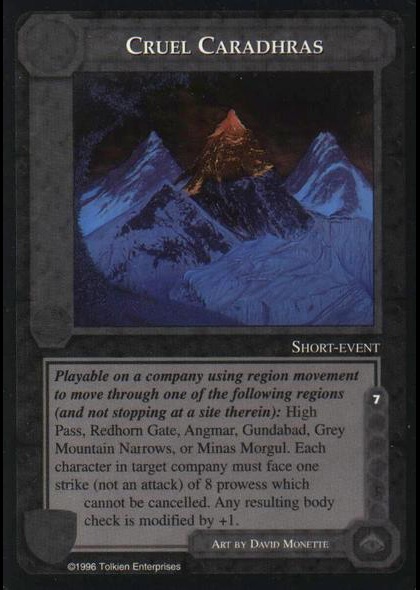 CRUEL CARADHRAS
SHORT-EVENT
Playable on a company using region movement
to move through one of the following regions
(and not stopping at a site therein): High
Pass, Redhorn Gate, Angmar, Gundabad, Grey
Mountain Narrows, or Minas Morgul. Each
character in target company must face one
strike (not an attack) of 8 prowess which
cannot be cancelled. Any resulting body
check is modified by +1.
7
ART BY DAVID MONETTE
©1996 Tolkien Enterprises